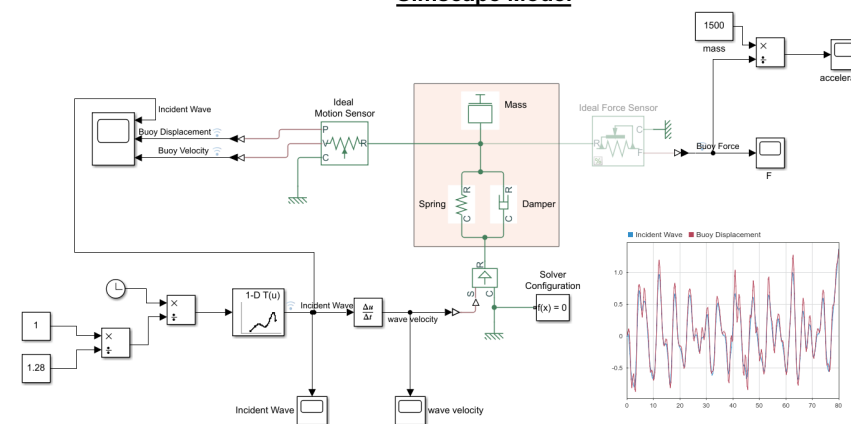 Simscape Model
1500
mass
×
÷
Incident Wave
Buoy Displacement
Buoy Velocity
Ideal
Motion Sensor
P
V
R
C
Mass
Ideal Force Sensor
R
C
F
Buoy Force
F
Spring
Damper
R
C
R
C
R
S
C
Solver
Configuration
f(x) = 0
1-D T(u)
Incident Wave
Δu
Δt
wave velocity
×
÷
1
×
÷
1.28
Incident Wave
wave velocity
Incident Wave
Buoy Displacement
1.0
0.5
0
-0.5
0 10 20 30 40 50 60 70 80